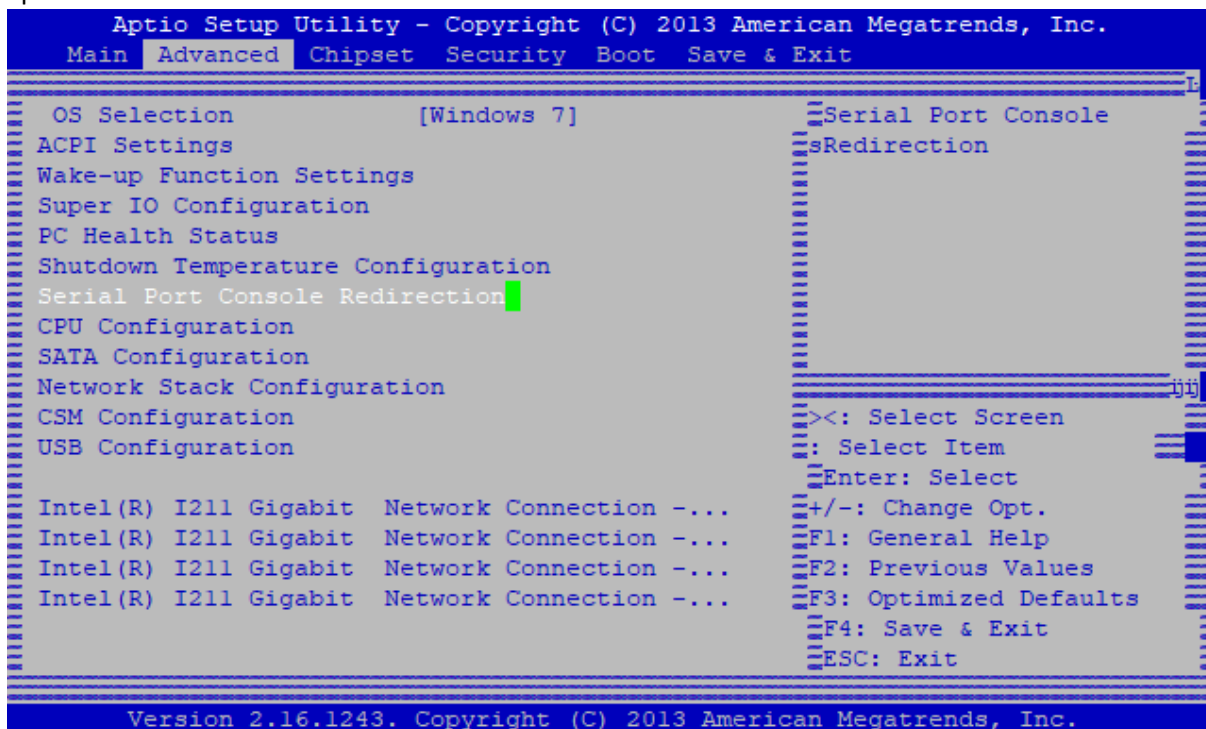 Aptio Setup Utility - Copyright (C) 2013 American Megatrends, Inc.
Main Advanced Chipset Security Boot Save & Exit
OS Selection [Windows 7]
ACPI Settings
Wake-up Function Settings
Super IO Configuration
PC Health Status
Shutdown Temperature Configuration
Serial Port Console Redirection
CPU Configuration
SATA Configuration
Network Stack Configuration
CSM Configuration
USB Configuration
Intel(R) I211 Gigabit Network Connection -...
Intel(R) I211 Gigabit Network Connection -...
Intel(R) I211 Gigabit Network Connection -...
Intel(R) I211 Gigabit Network Connection -...
Serial Port Console
sRedirection
><: Select Screen
: Select Item
Enter: Select
+/-: Change Opt.
F1: General Help
F2: Previous Values
F3: Optimized Defaults
F4: Save & Exit
ESC: Exit
Version 2.16.1243. Copyright (C) 2013 American Megatrends, Inc.